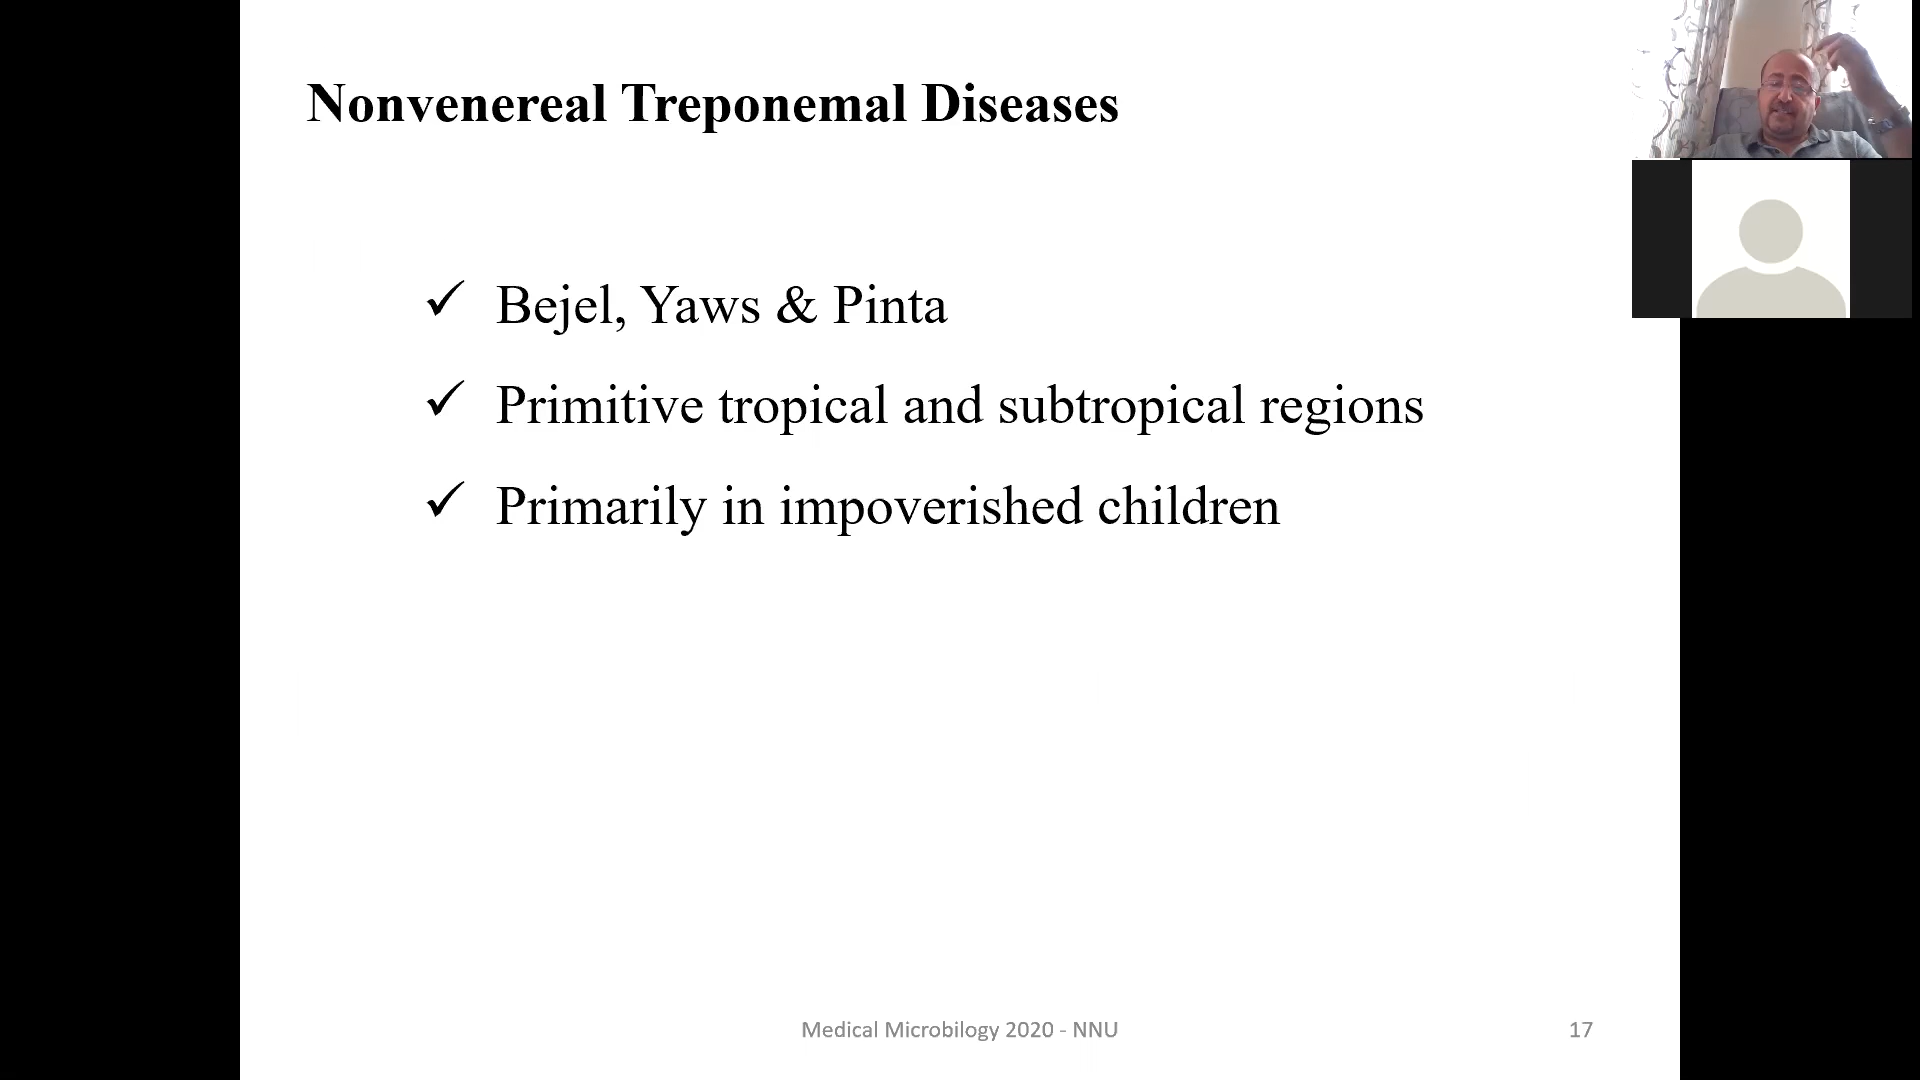 Nonvenereal Treponemal Diseases
✓ Bejel, Yaws & Pinta
✓ Primitive tropical and subtropical regions
✓ Primarily in impoverished children
Medical Microbilogy 2020 - NNU
17